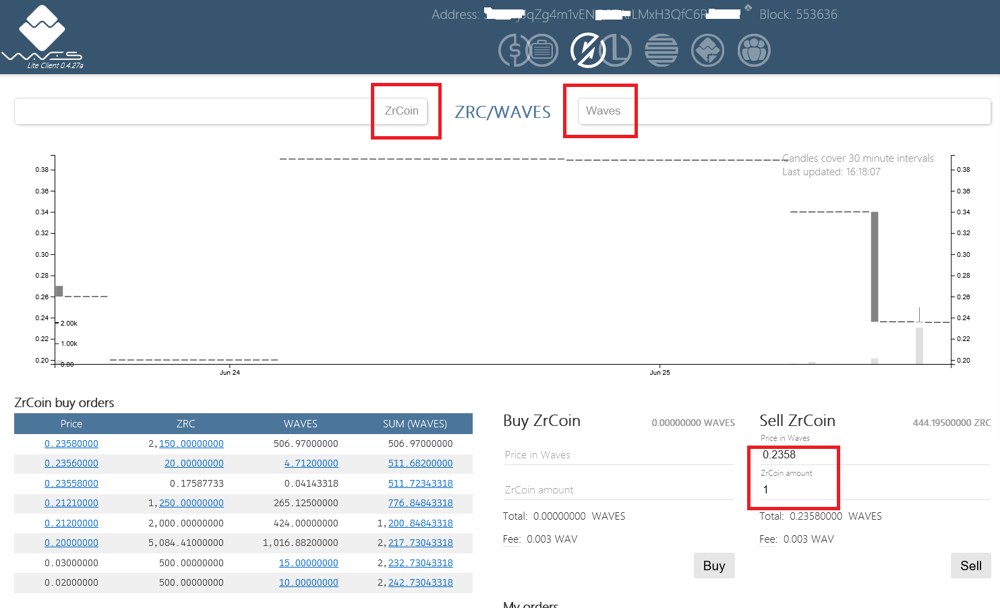 Address: JqZg4m1vEN LMxH3QfC6R Block: 553636
WAVES
Lite Client 0.4.27a
ZrCoin ZRC/WAVES Waves
Candles cover 30 minute intervals
Last updated: 16:18:07
0.38 0.38
0.36 0.36
0.34 0.34
0.32 0.32
0.30 0.30
0.28 0.28
0.26 0.26
0.24 0.24
2.00k
0.22 0.22
1.00k
0.20 0.20
0.00
Jun 24 Jun 25
ZrCoin buy orders
Price ZRC WAVES SUM (WAVES)
0.23580000 2,150.00000000 506.97000000 506.97000000
0.23560000 20.00000000 4.71200000 511.68200000
0.23558000 0.17587733 0.04143318 511.72343318
0.21210000 1,250.00000000 265.12500000 776.84843318
0.21200000 2,000.00000000 424.00000000 1,200.84843318
0.20000000 5,084.41000000 1,016.88200000 2,217.73043318
0.03000000 500.00000000 15.00000000 2,232.73043318
0.02000000 500.00000000 10.00000000 2,242.73043318
Buy ZrCoin 0.00000000 WAVES
Price in Waves
ZrCoin amount
Total: 0.00000000 WAVES
Fee: 0.003 WAV
Buy
Sell ZrCoin 444.19500000 ZRC
Price in Waves
0.2358
ZrCoin amount
1
Total: 0.23580000 WAVES
Fee: 0.003 WAV
Sell
My orders